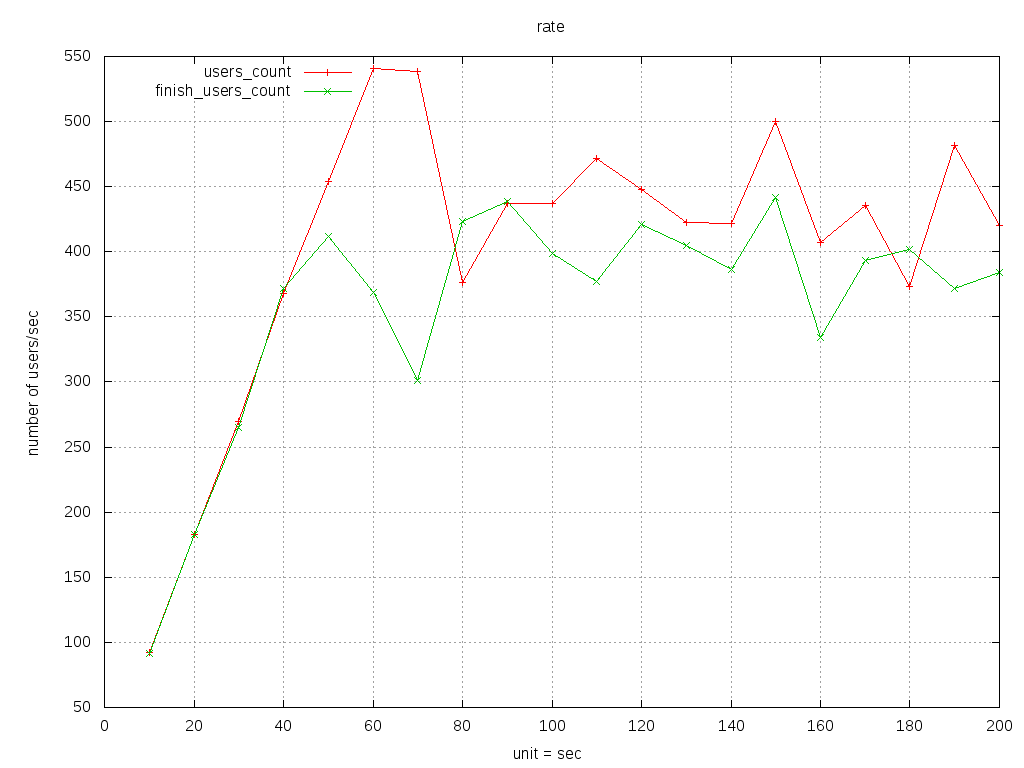 rate
users_count
finish_users_count
550
500
450
400
350
300
250
200
150
100
50
number of users/sec
0 20 40 60 80 100 120 140 160 180 200
unit = sec